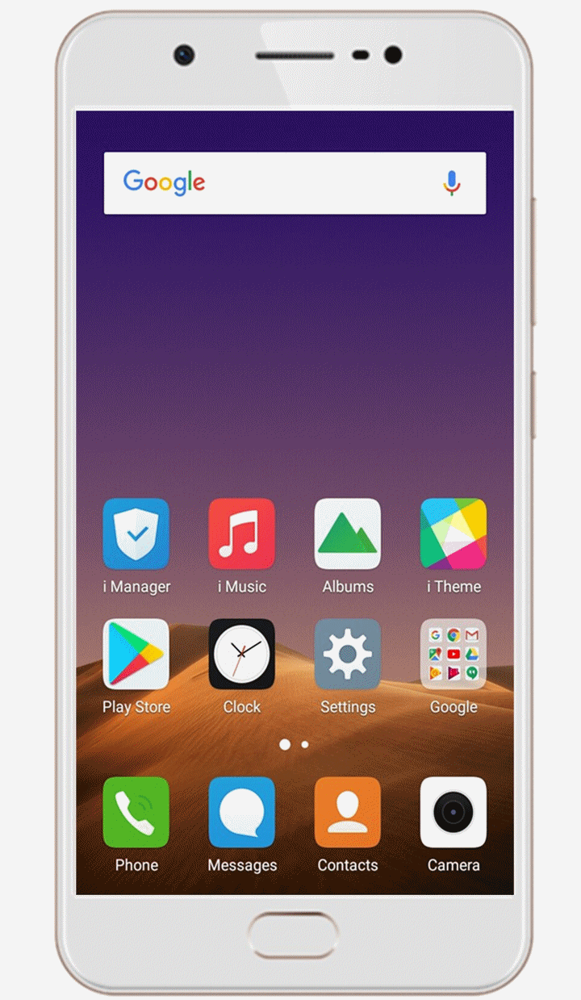 Google
i Manager
i Music
Albums
i Theme
Play Store
Clock
Settings
Google
Phone
Messages
Contacts
Camera